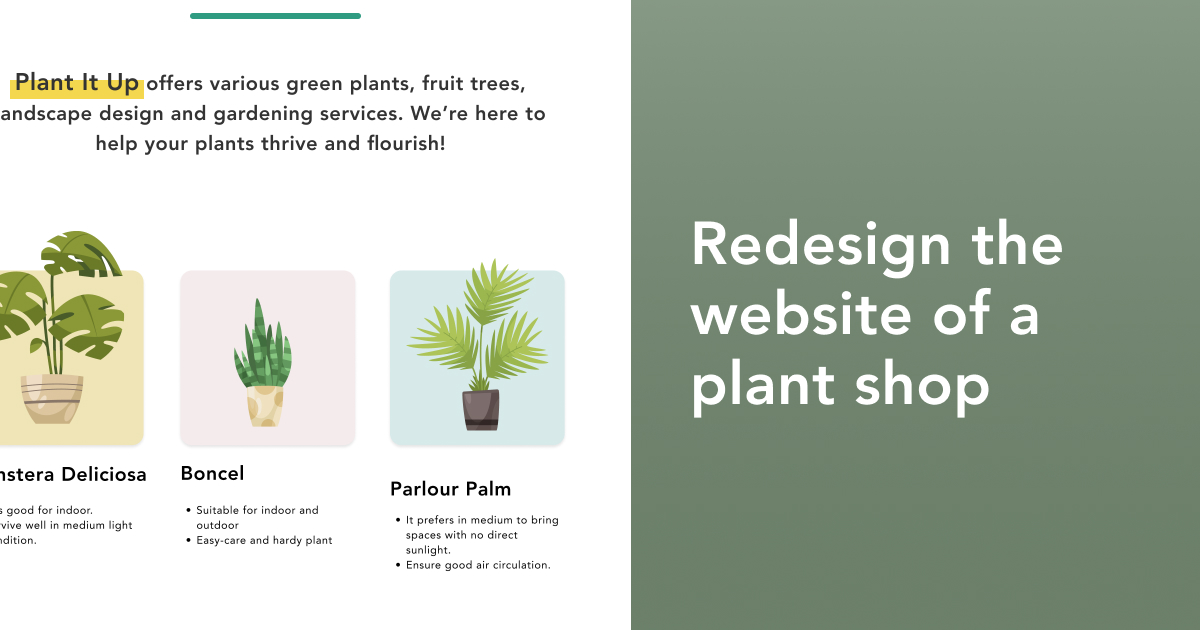 Plant It Up offers various green plants, fruit trees,
andscape design and gardening services. We’re here to
help your plants thrive and flourish!
nstera Deliciosa
s good for indoor.
vive well in medium light
ndition.
Boncel
• Suitable for indoor and
outdoor
• Easy-care and hardy plant
Parlour Palm
• It prefers in medium to bring
spaces with no direct
sunlight.
• Ensure good air circulation.
Redesign the
website of a
plant shop